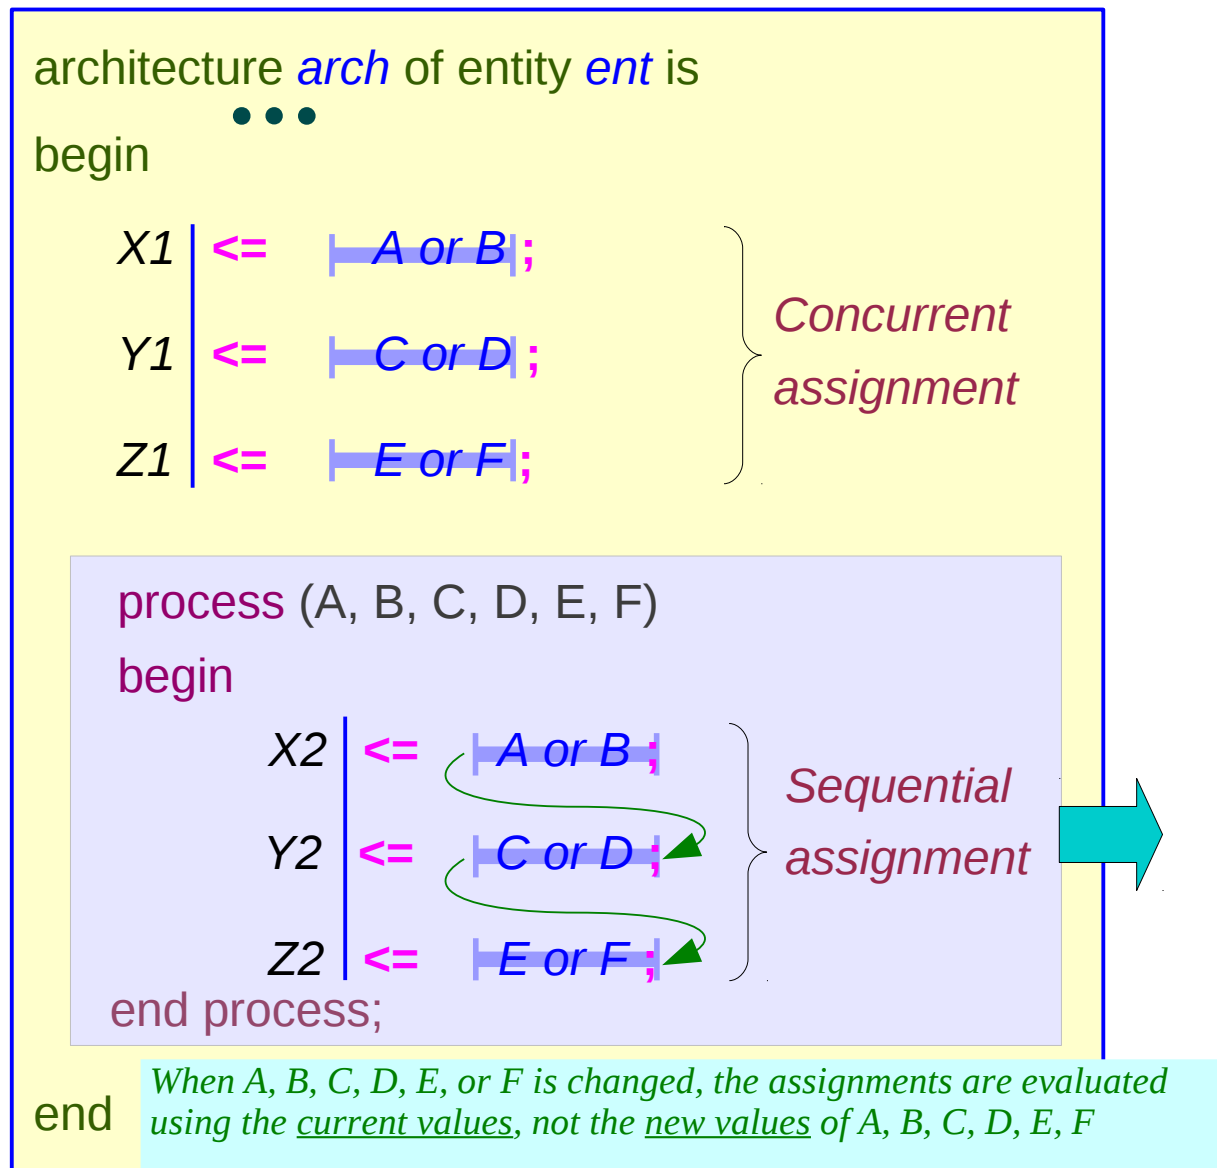 architecture arch of entity ent is
•••
begin
X1 <= A or B ;
Y1 <= C or D ;
Z1 <= E or F ;
Concurrent
assignment
process (A, B, C, D, E, F)
begin
X2 <= A or B ;
Y2 <= C or D ;
Z2 <= E or F ;
Sequential
assignment
end process;
end
When A, B, C, D, E, or F is changed, the assignments are evaluated
using the current values, not the new values of A, B, C, D, E, F